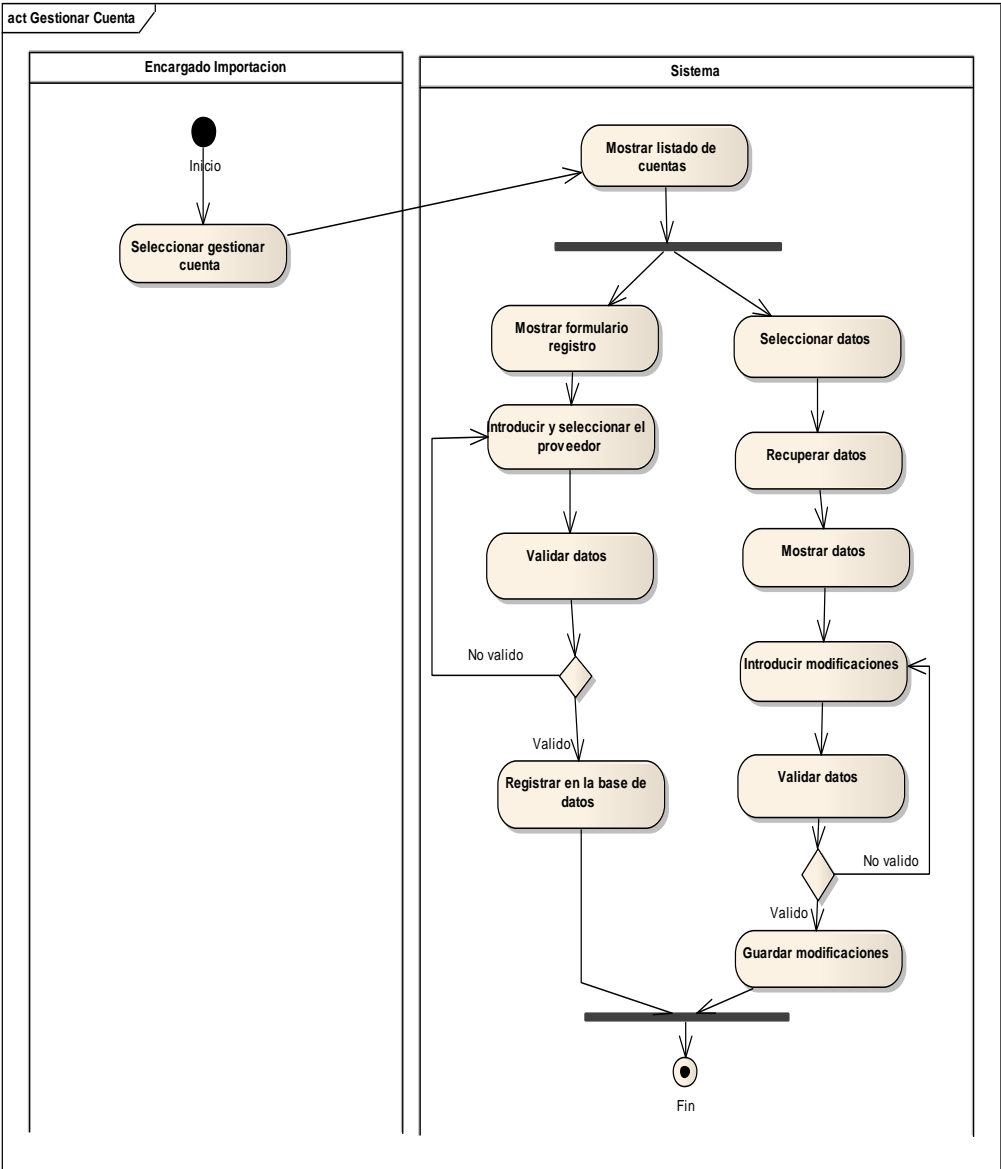 act Gestionar Cuenta
Encargado Importacion
Sistema
Inicio
Seleccionar gestionar
cuenta
Mostrar listado de
cuentas
Mostrar formulario
registro
Seleccionar datos
Introducir y seleccionar el
proveedor
Recuperar datos
Validar datos
Mostrar datos
No valido
Introducir modificaciones
Valido
Registrar en la base de
datos
Validar datos
No valido
Valido
Guardar modificaciones
Fin